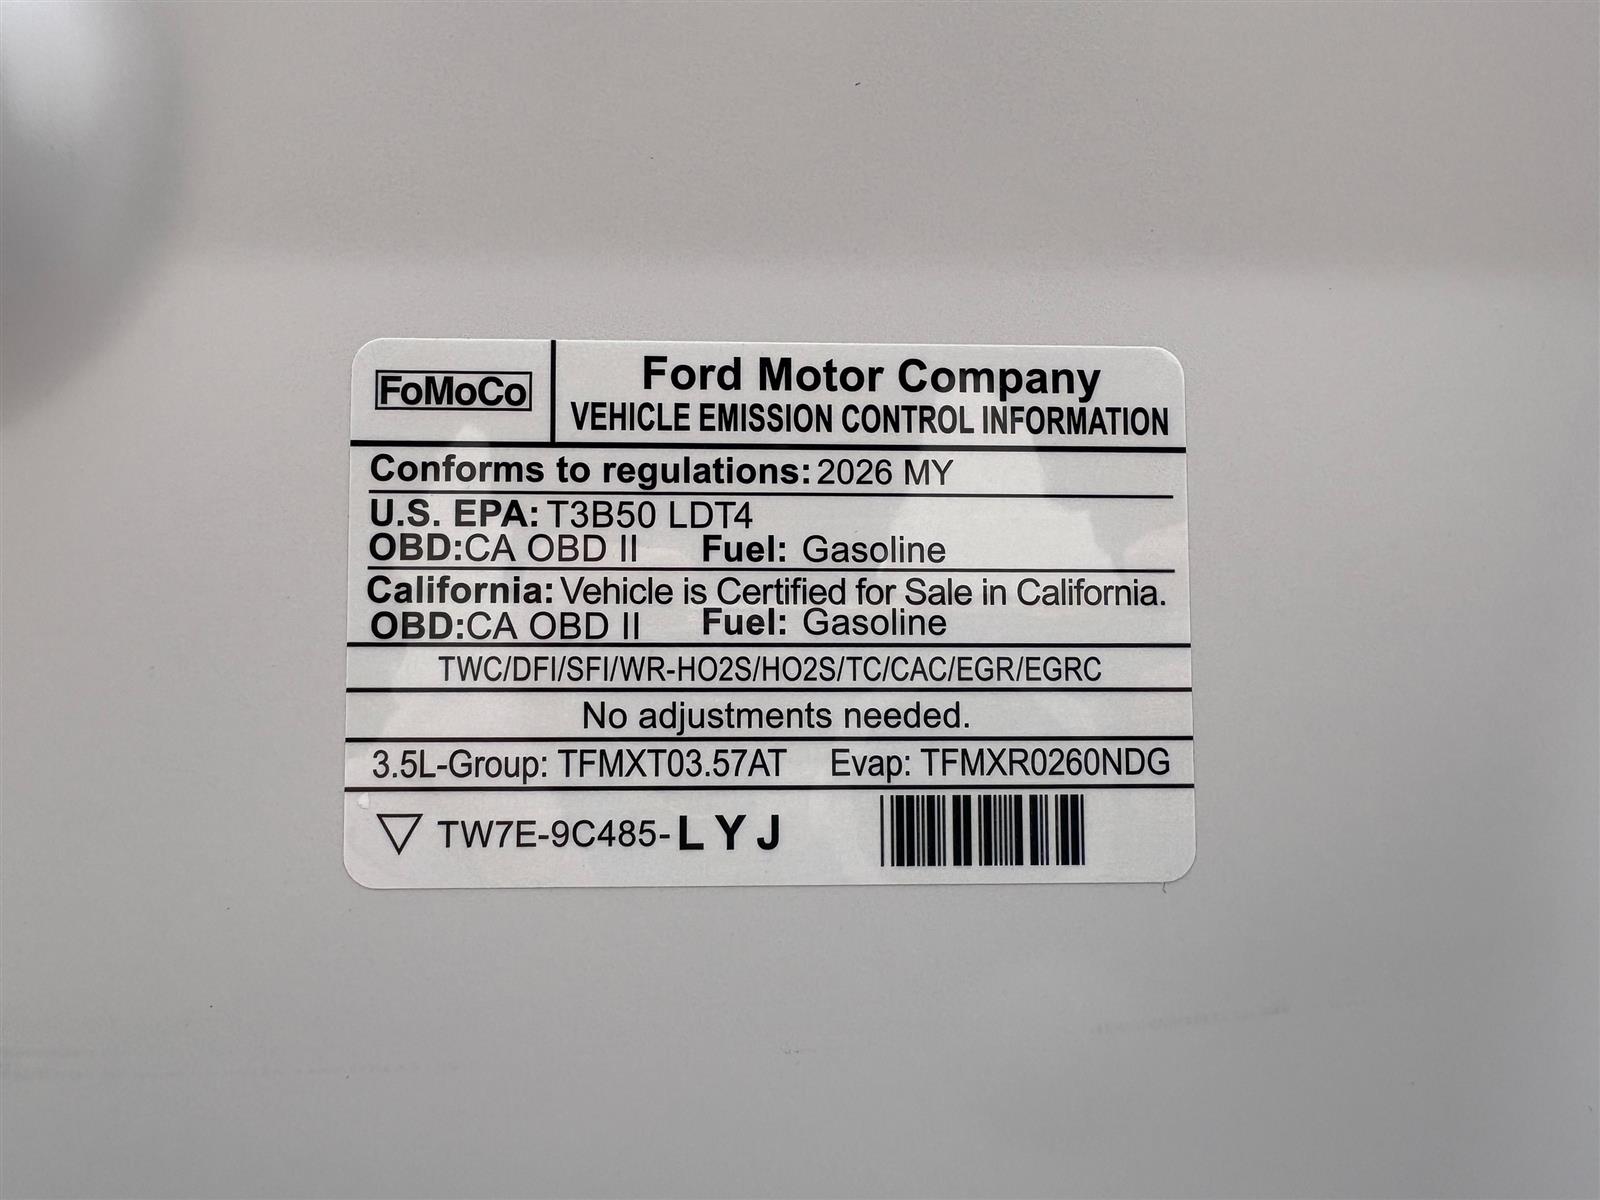 FoMoCo
Ford Motor Company
VEHICLE EMISSION CONTROL INFORMATION
Conforms to regulations: 2026 MY
U.S. EPA: T3B50 LDT4
OBD:CA OBD II Fuel: Gasoline
California: Vehicle is Certified for Sale in California.
OBD:CA OBD II Fuel: Gasoline
TWC/DFI/SFI/WR-HO2S/HO2S/TC/CAC/EGR/EGRC
No adjustments needed.
3.5L-Group: TFMXT03.57AT Evap: TFMXR0260NDG
TW7E-9C485-LYJ